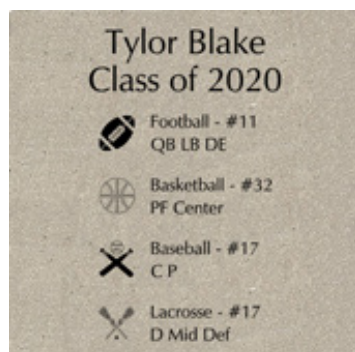 Tylor Blake
Class of 2020
Football - #11
QB LB DE
Basketball - #32
PF Center
Baseball - #17
C P
Lacrosse - #17
D Mid Def